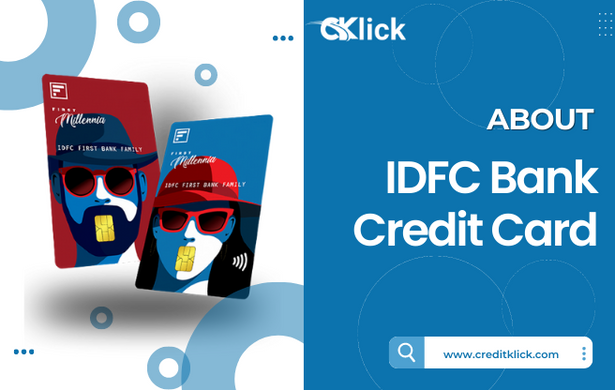 FIRST
Millennia
IDFC FIRST BANK FAMILY
FIRST
Millennia
IDFC FIRST BANK FAMILY
CKlick
ABOUT
IDFC Bank
Credit Card
www.creditklick.com